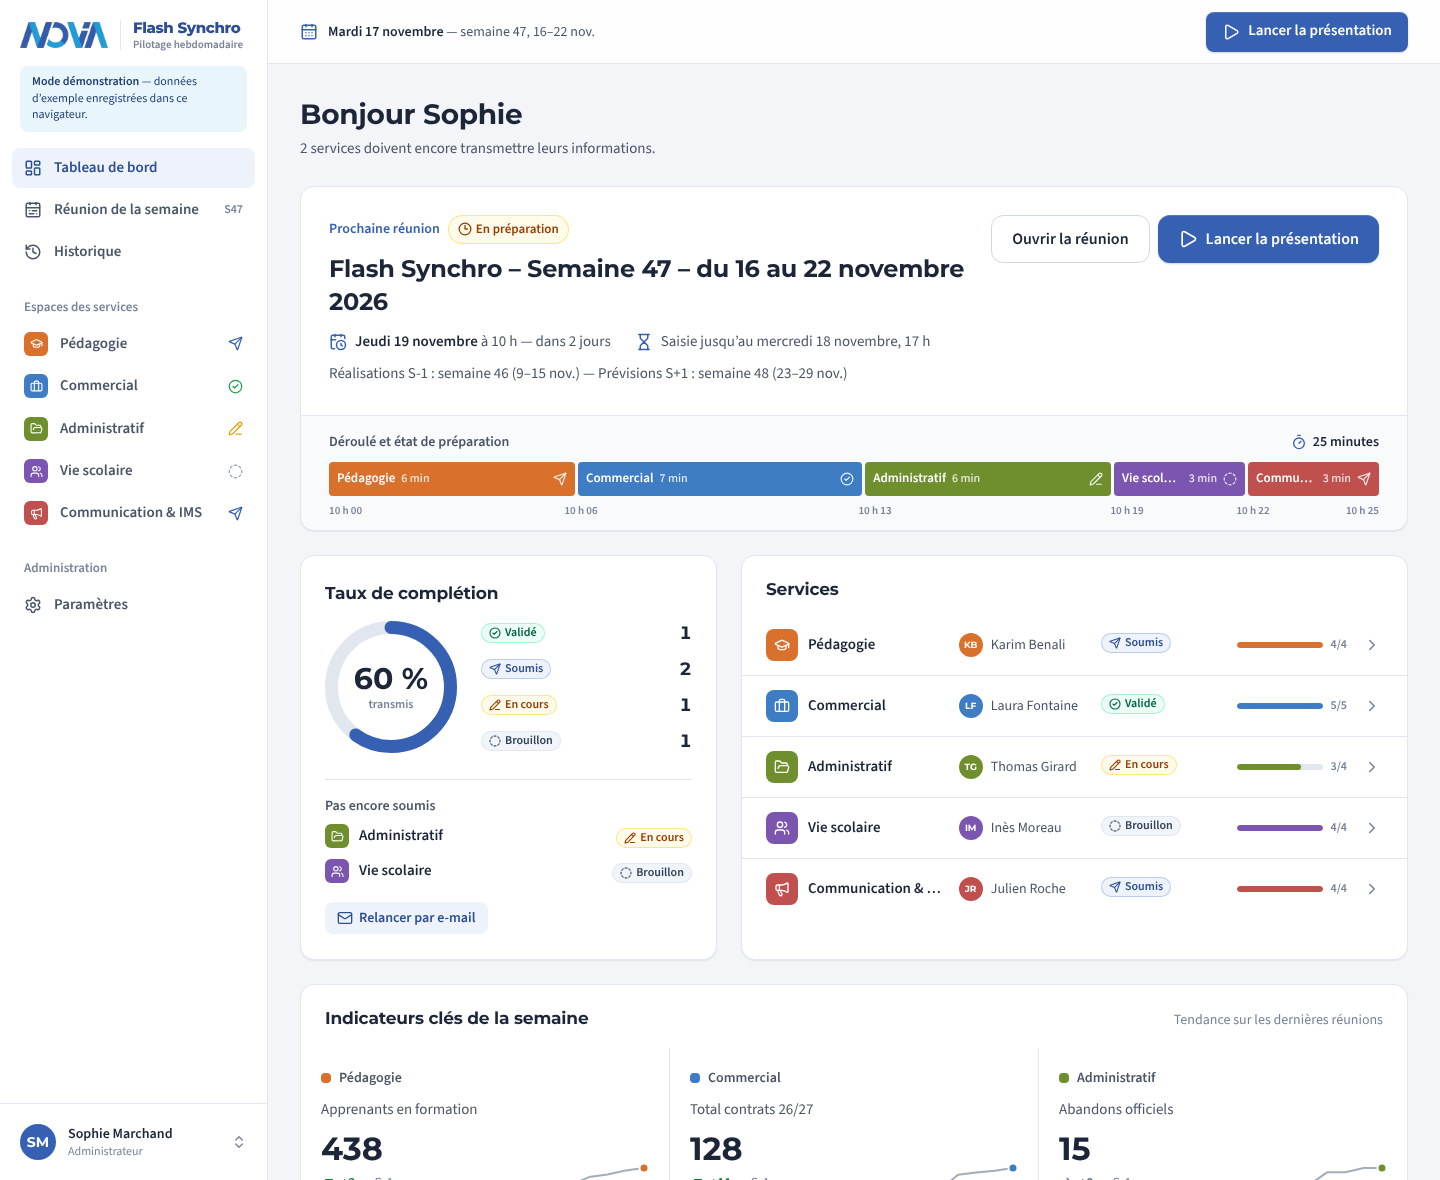 NOVA
Flash Synchro
Pilotage hebdomadaire
Mode démonstration — données
d’exemple enregistrées dans ce
navigateur.
Tableau de bord
Réunion de la semaine S47
Historique
Espaces des services
Pédagogie
Commercial
Administratif
Vie scolaire
Communication & IMS
Administration
Paramètres
SM
Sophie Marchand
Administrateur
Mardi 17 novembre — semaine 47, 16–22 nov.
Lancer la présentation
Bonjour Sophie
2 services doivent encore transmettre leurs informations.
Prochaine réunion En préparation
Ouvrir la réunion
Lancer la présentation
Flash Synchro – Semaine 47 – du 16 au 22 novembre
2026
Jeudi 19 novembre à 10 h — dans 2 jours Saisie jusqu’au mercredi 18 novembre, 17 h
Réalisations S-1 : semaine 46 (9–15 nov.) — Prévisions S+1 : semaine 48 (23–29 nov.)
Déroulé et état de préparation 25 minutes
Pédagogie 6 min Commercial 7 min Administratif 6 min Vie scol… 3 min Commu… 3 min
10 h 00 10 h 06 10 h 13 10 h 19 10 h 22 10 h 25
Taux de complétion
60 %
transmis
Validé 1
Soumis 2
En cours 1
Brouillon 1
Pas encore soumis
Administratif En cours
Vie scolaire Brouillon
Relancer par e-mail
Services
Pédagogie KB Karim Benali Soumis 4/4
Commercial LF Laura Fontaine Validé 5/5
Administratif TG Thomas Girard En cours 3/4
Vie scolaire IM Inès Moreau Brouillon 4/4
Communication & … JR Julien Roche Soumis 4/4
Indicateurs clés de la semaine Tendance sur les dernières réunions
Pédagogie
Apprenants en formation
438
Commercial
Total contrats 26/27
128
Administratif
Abandons officiels
15